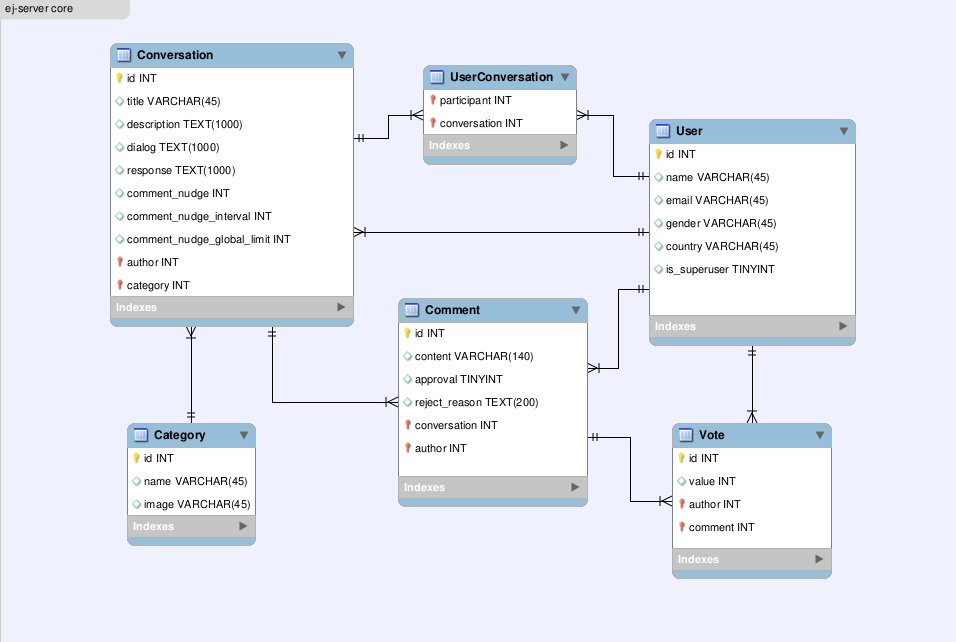 ej-server core
Conversation
id INT
title VARCHAR(45)
description TEXT(1000)
dialog TEXT(1000)
response TEXT(1000)
comment_nudge INT
comment_nudge_interval INT
comment_nudge_global_limit INT
author INT
category INT
Indexes
UserConversation
participant INT
conversation INT
Indexes
User
id INT
name VARCHAR(45)
email VARCHAR(45)
gender VARCHAR(45)
country VARCHAR(45)
is_superuser TINYINT
Indexes
Comment
id INT
content VARCHAR(140)
approval TINYINT
reject_reason TEXT(200)
conversation INT
author INT
Indexes
Category
id INT
name VARCHAR(45)
image VARCHAR(45)
Indexes
Vote
id INT
value INT
author INT
comment INT
Indexes